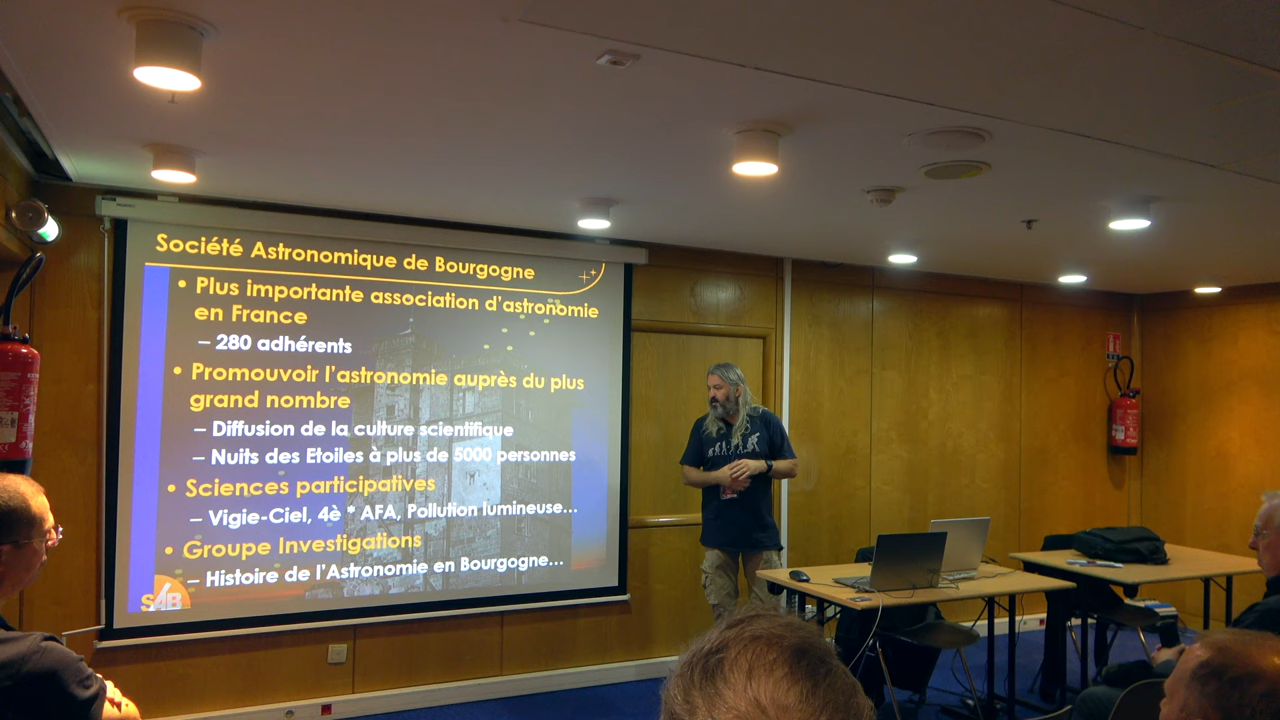 Société Astronomique de Bourgogne
• Plus importante association d'astronomie
en France
– 280 adhérents
• Promouvoir l'astronomie auprès du plus
grand nombre
– Diffusion de la culture scientifique
– Nuits des Etoiles à plus de 5000 personnes
• Sciences participatives
– Vigie-Ciel, 4è * AFA, Pollution lumineuse...
• Groupe Investigations
– Histoire de l'Astronomie en Bourgogne...
SAB